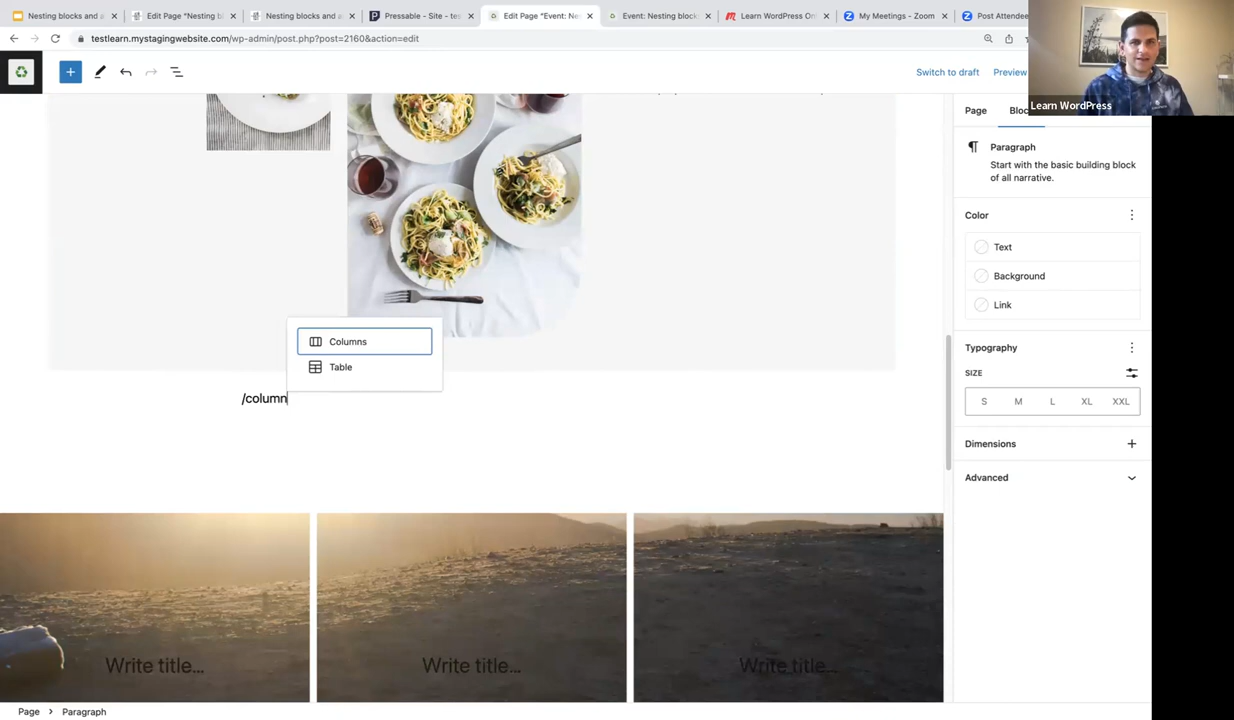 Nesting blocks and a
Edit Page "Nesting bl
Nesting blocks and a
Pressable - Site - te
Edit Page "Event: Ne
Event: Nesting block
Learn WordPress On
My Meetings - Zoom
Post Attendee
testlearn.mystagingwebsite.com/wp-admin/post.php?post=2160&action=edit
Switch to draft
Preview
Learn WordPress
Page
Bloc
Paragraph
Start with the basic building block
of all narrative.
Color
Text
Background
Link
Typography
SIZE
S M L XL XXL
Dimensions
Advanced
Columns
Table
/column
Write title...
Write title...
Write title...
Page > Paragraph